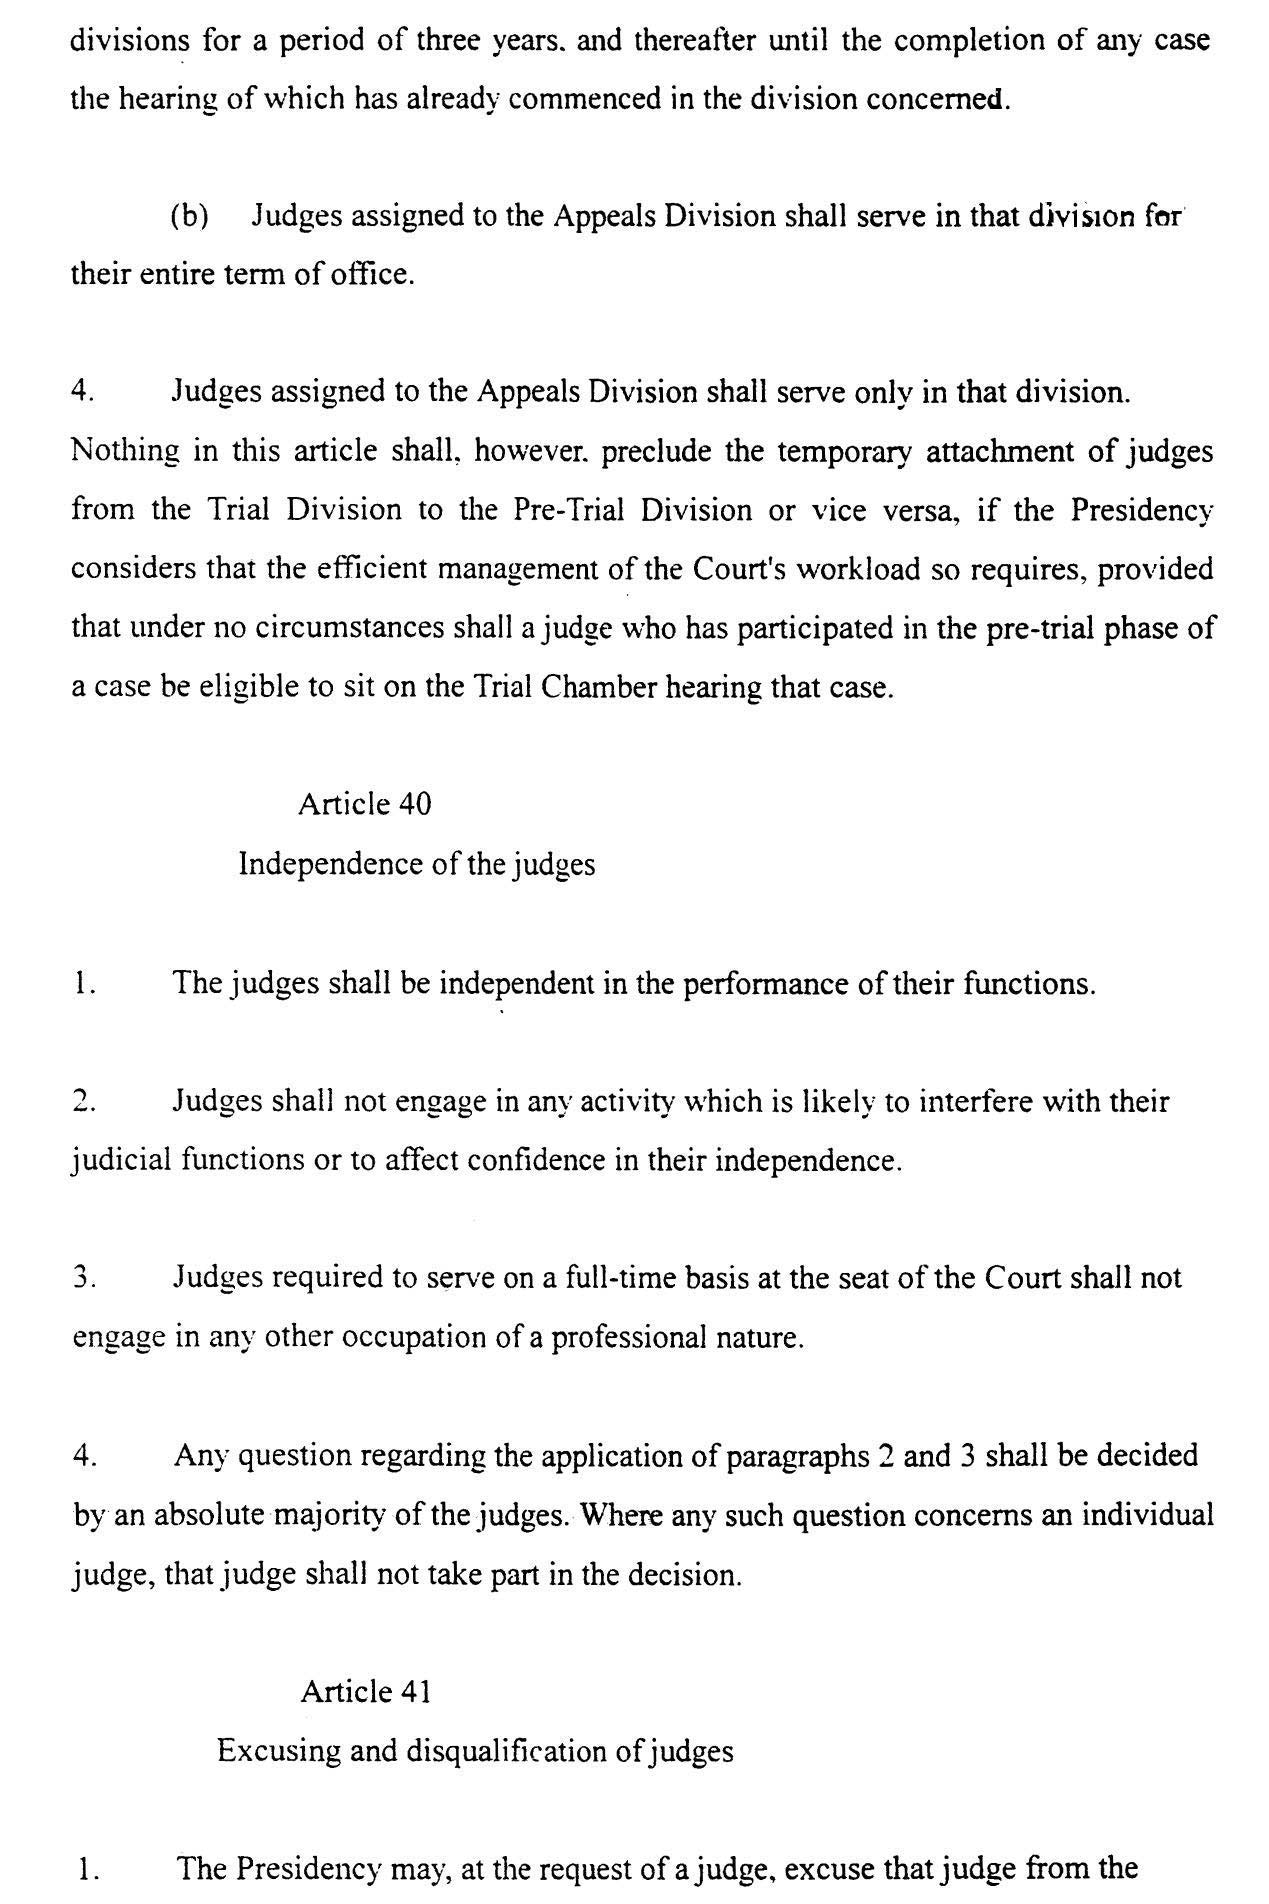 divisions for a period of three years. and thereafter until the completion of any case
the hearing of which has already commenced in the division concerned.
(b) Judges assigned to the Appeals Division shall serve in that division for
their entire term of office.
4. Judges assigned to the Appeals Division shall serve only in that division.
Nothing in this article shall, however. preclude the temporary attachment of judges
from the Trial Division to the Pre-Trial Division or vice versa, if the Presidency
considers that the efficient management of the Court's workload so requires, provided
that under no circumstances shall a judge who has participated in the pre-trial phase of
a case be eligible to sit on the Trial Chamber hearing that case.
Article 40
Independence of the judges
1. The judges shall be independent in the performance of their functions.
2. Judges shall not engage in any activity which is likely to interfere with their
judicial functions or to affect confidence in their independence.
3. Judges required to serve on a full-time basis at the seat of the Court shall not
engage in any other occupation of a professional nature.
4. Any question regarding the application of paragraphs 2 and 3 shall be decided
by an absolute majority of the judges. Where any such question concerns an individual
judge, that judge shall not take part in the decision.
Article 41
Excusing and disqualification of judges
1. The Presidency may, at the request of a judge, excuse that judge from the